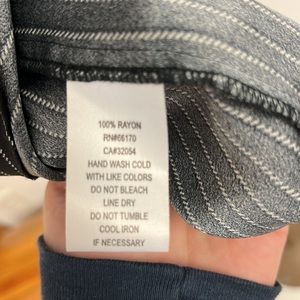 100% RAYON
RN#66170
CA#32054
HAND WASH COLD
WITH LIKE COLORS
DO NOT BLEACH
LINE DRY
DO NOT TUMBLE
COOL IRON
IF NECESSARY